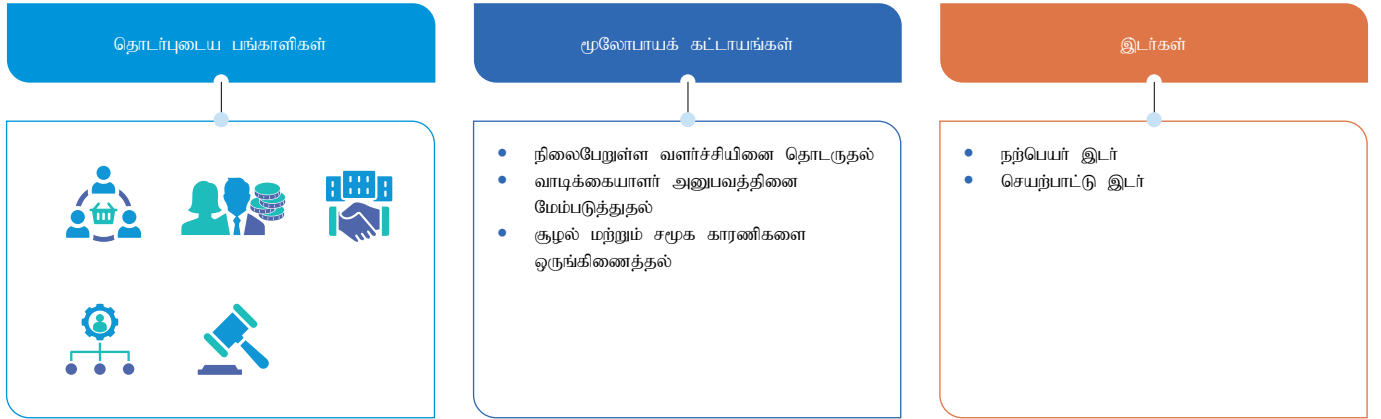 தொடர்புடைய பங்காளிகள்
மூலோபாயக் கட்டாயங்கள்
• நிலைபேறுள்ள வளர்ச்சியினை தொடருதல்
• வாடிக்கையாளர் அனுபவத்தினை
மேம்படுத்துதல்
• சூழல் மற்றும் சமூக காரணிகளை
ஒருங்கிணைத்தல்
இடர்கள்
• நற்பெயர் இடர்
• செயற்பாட்டு இடர்